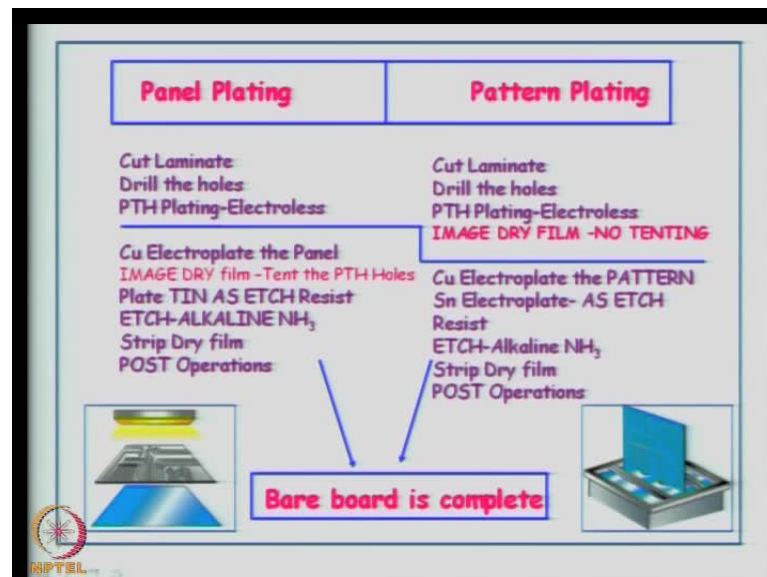 Panel Plating
Pattern Plating
Cut Laminate
Drill the holes
PTH Plating-Electroless
Cu Electroplate the Panel
IMAGE DRY film -Tent the PTH Holes
Plate TIN AS ETCH Resist
ETCH-ALKALINE NH3
Strip Dry film
POST Operations
Cut Laminate
Drill the holes
PTH Plating-Electroless
IMAGE DRY FILM -NO TENTING
Cu Electroplate the PATTERN
Sn Electroplate- AS ETCH
Resist
ETCH-Alkaline NH3
Strip Dry film
POST Operations
Bare board is complete
NPTEL